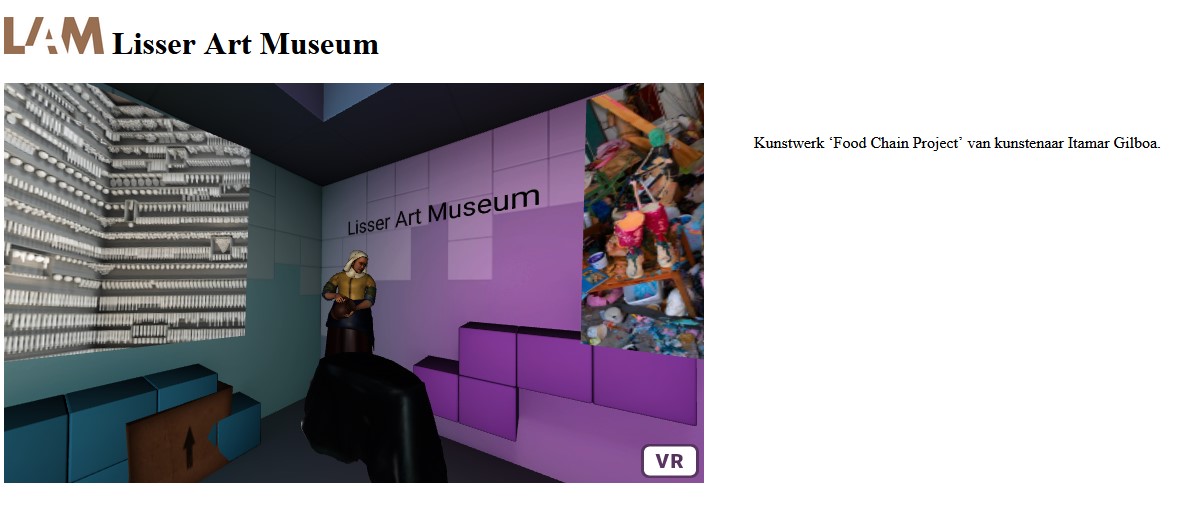 LAM Lisser Art Museum
Kunstwerk ‘Food Chain Project’ van kunstenaar Itamar Gilboa.
Lisser Art Museum
VR